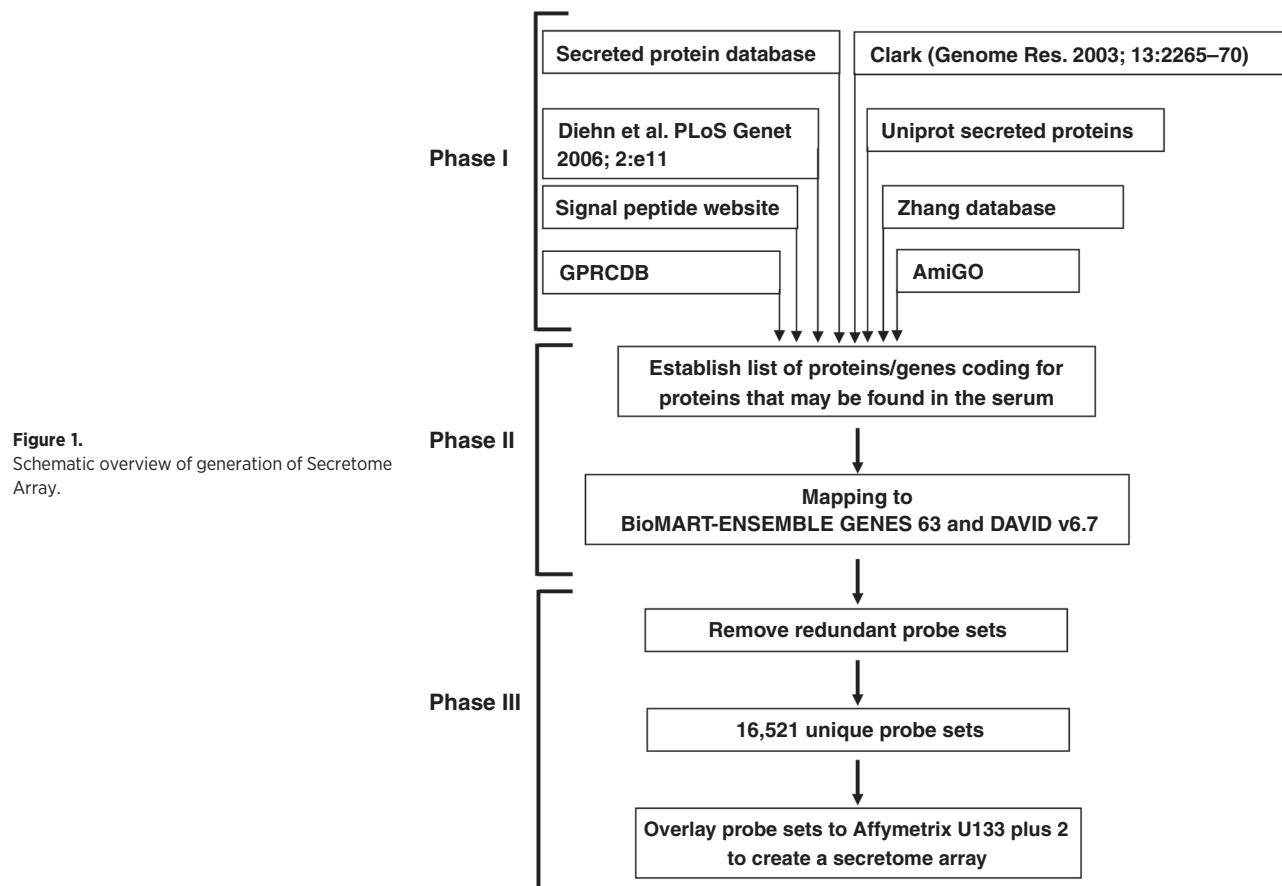 Secreted protein database
Clark (Genome Res. 2003; 13:2265–70)
Phase I
Diehn et al. PLoS Genet
2006; 2:e11
Uniprot secreted proteins
Signal peptide website
Zhang database
GPRCDB
AmiGO
Establish list of proteins/genes coding for
proteins that may be found in the serum
Phase II
Figure 1.
Schematic overview of generation of Secretome
Array.
Mapping to
BioMART-ENSEMBLE GENES 63 and DAVID v6.7
Remove redundant probe sets
Phase III
16,521 unique probe sets
Overlay probe sets to Affymetrix U133 plus 2
to create a secretome array